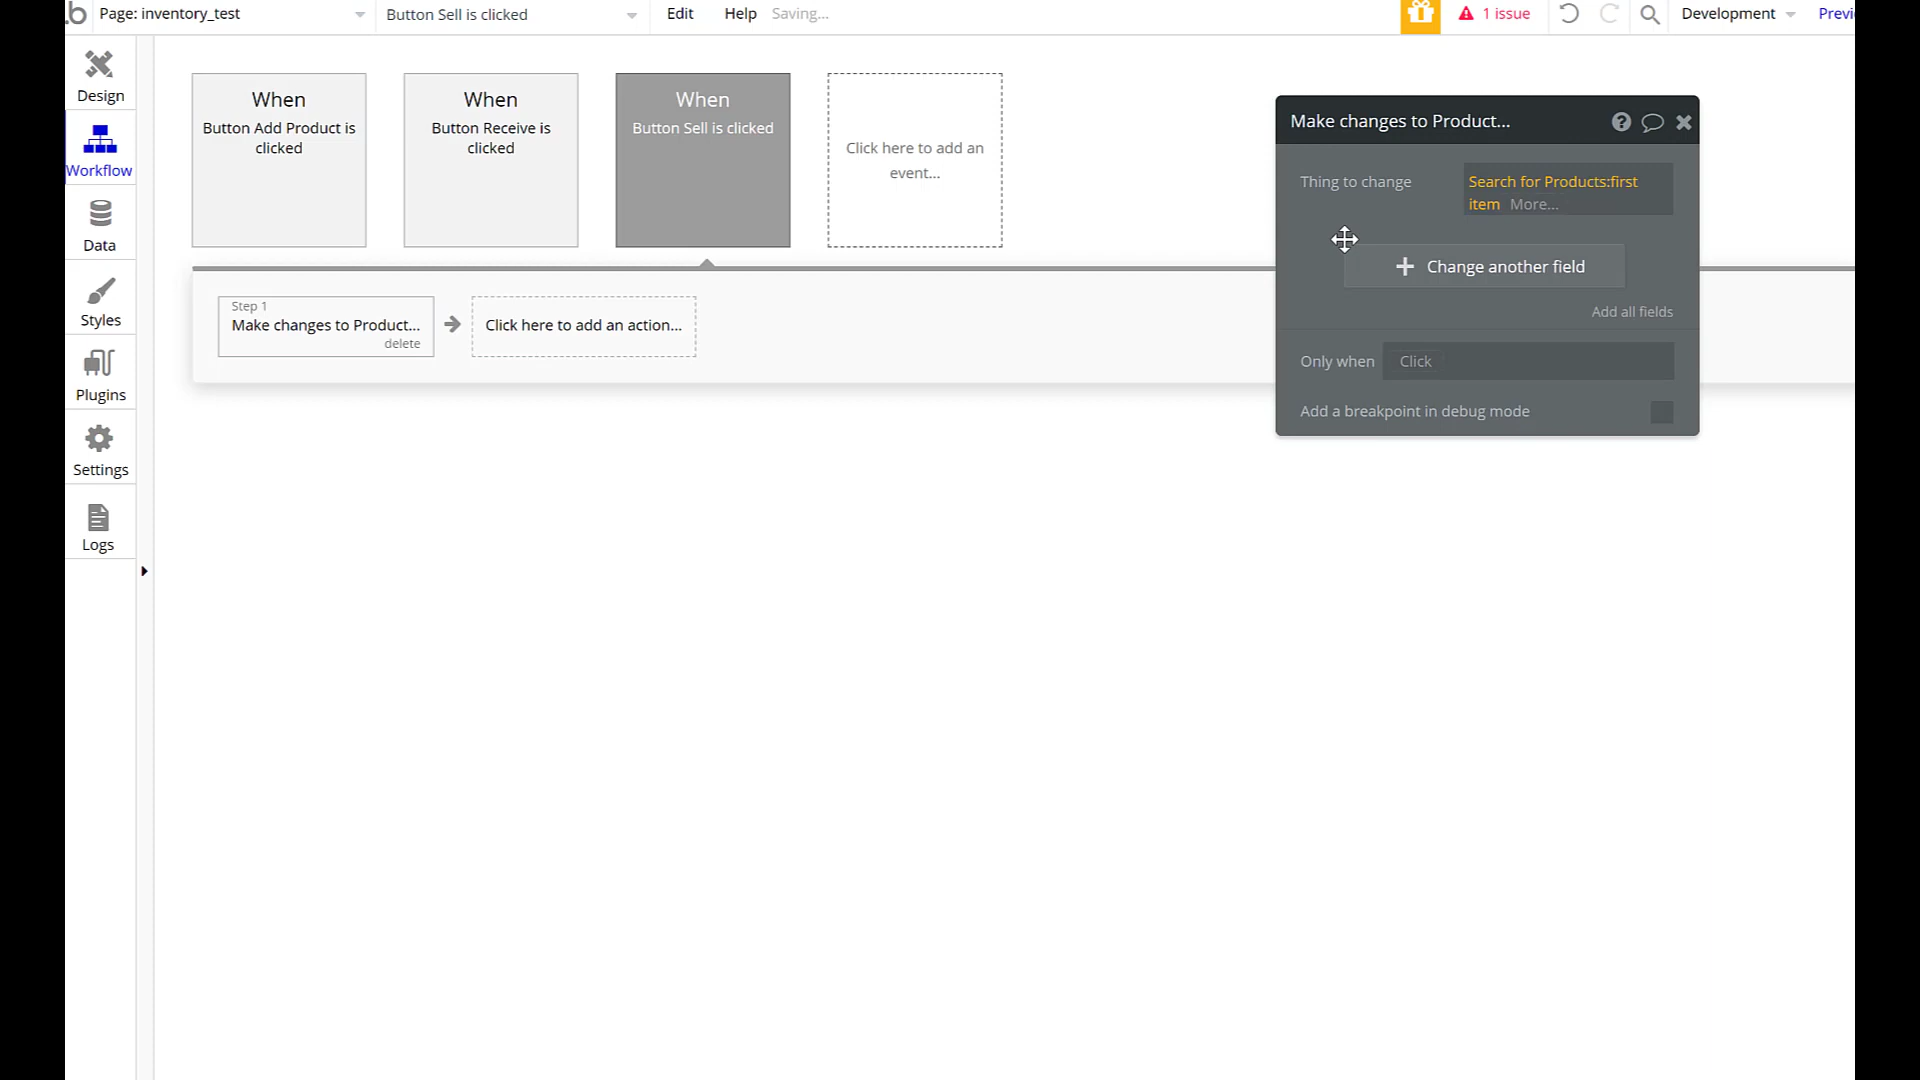 Page: inventory_test
Button Sell is clicked
Edit
Help
Saving...
1 issue
Development
Previ
Design
Workflow
Data
Styles
Plugins
Settings
Logs
When
Button Add Product is
clicked
When
Button Receive is
clicked
When
Button Sell is clicked
Click here to add an
event...
Step 1
Make changes to Product...
delete
Click here to add an action...
Make changes to Product...
Thing to change
Search for Products:first
item More...
Change another field
Add all fields
Only when
Click
Add a breakpoint in debug mode